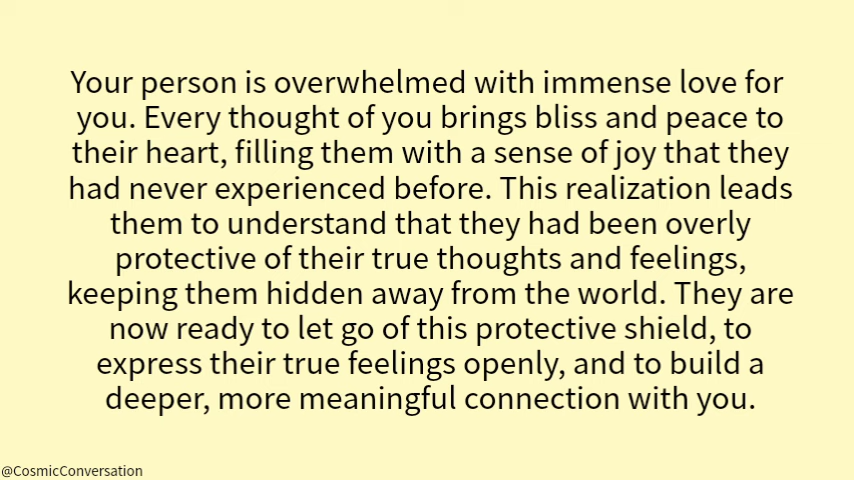 Your person is overwhelmed with immense love for
you. Every thought of you brings bliss and peace to
their heart, filling them with a sense of joy that they
had never experienced before. This realization leads
them to understand that they had been overly
protective of their true thoughts and feelings,
keeping them hidden away from the world. They are
now ready to let go of this protective shield, to
express their true feelings openly, and to build a
deeper, more meaningful connection with you.
@CosmicConversation